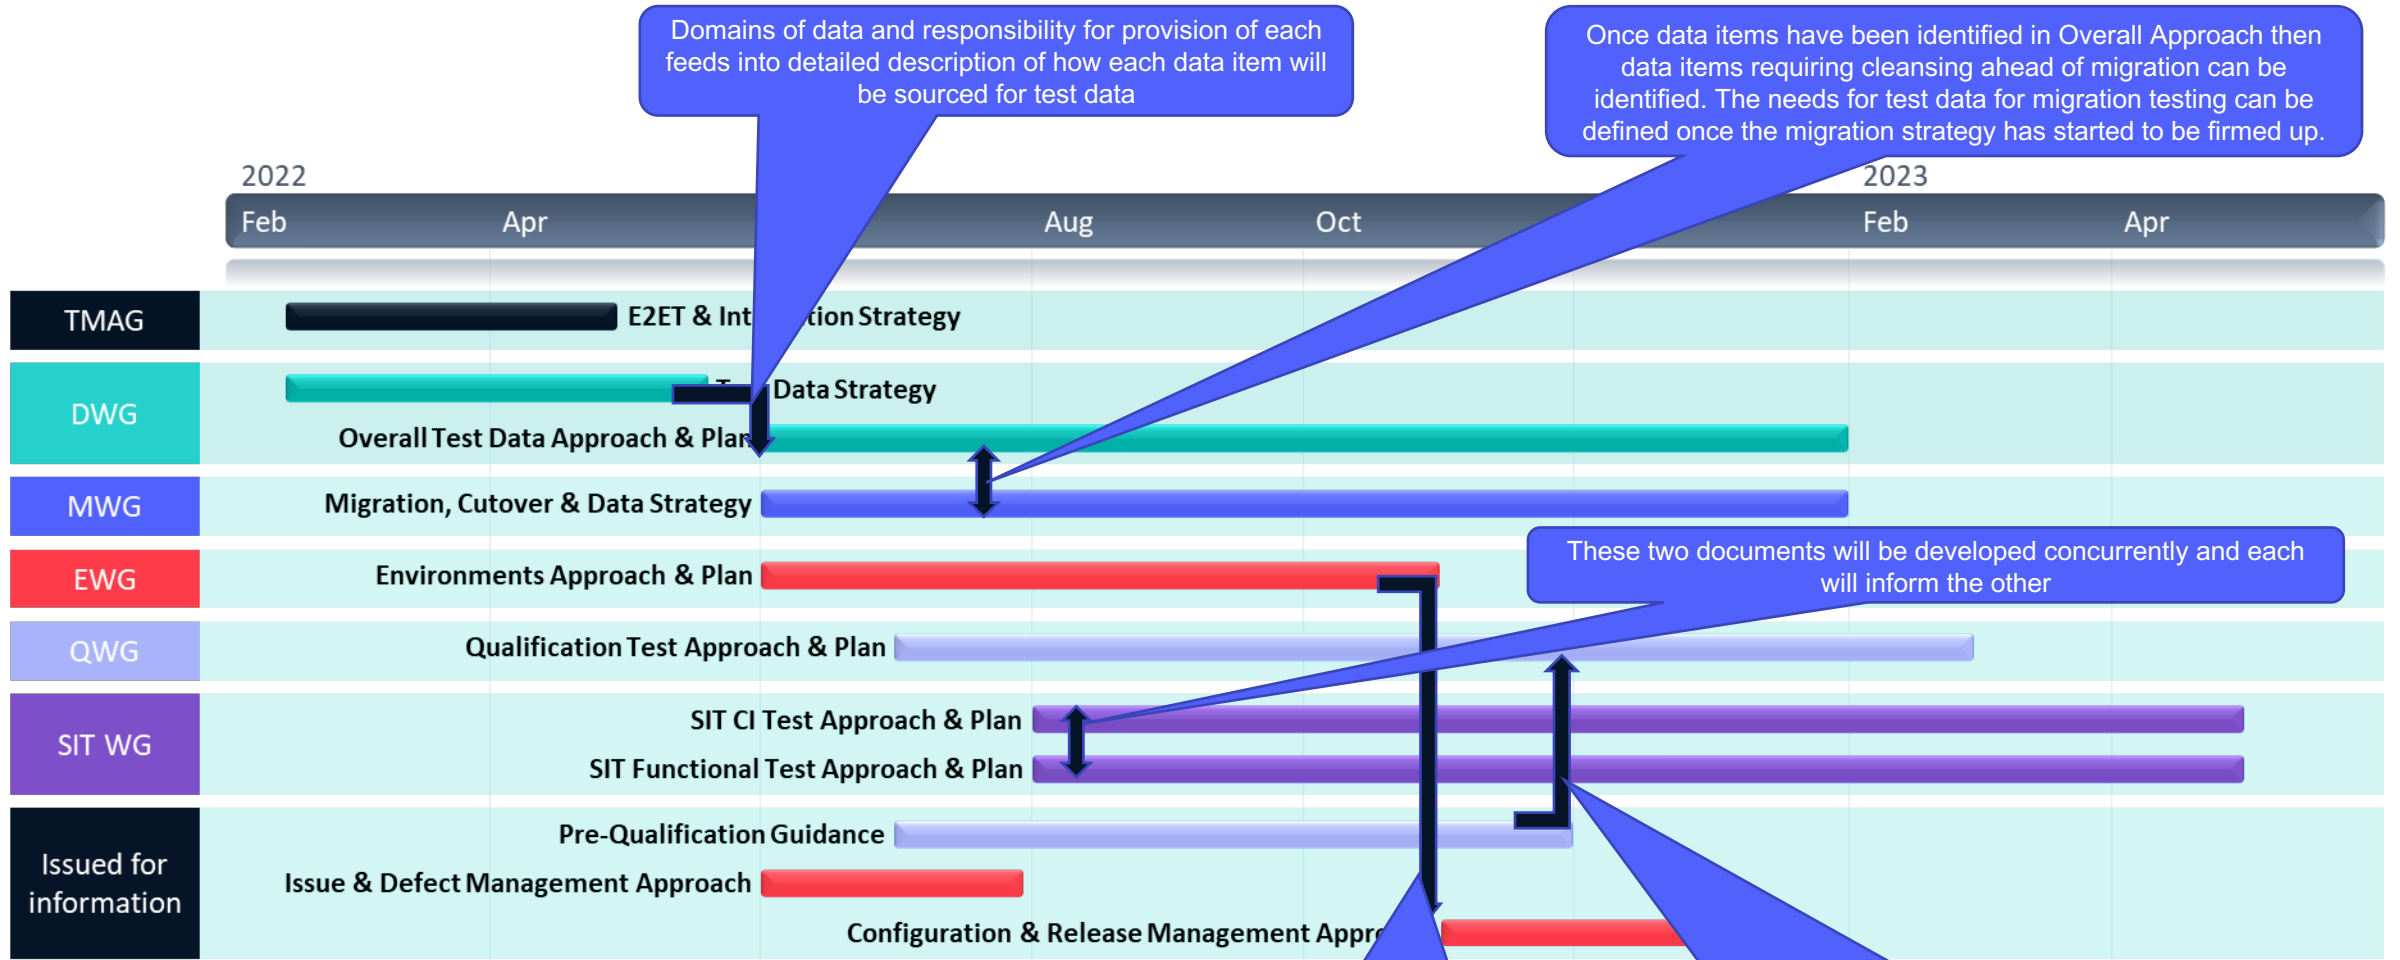 Domains of data and responsibility for provision of each
feeds into detailed description of how each data item will
be sourced for test data
Once data items have been identified in Overall Approach then
data items requiring cleansing ahead of migration can be
identified. The needs for test data for migration testing can be
defined once the migration strategy has started to be firmed up.
2022
2023
Feb Apr Aug Oct Feb Apr
TMAG
E2ET & Int tion Strategy
DWG
Data Strategy
Overall Test Data Approach & Plan
MWG
Migration, Cutover & Data Strategy
These two documents will be developed concurrently and each
will inform the other
EWG
Environments Approach & Plan
QWG
Qualification Test Approach & Plan
SIT WG
SIT CI Test Approach & Plan
SIT Functional Test Approach & Plan
Issued for
information
Pre-Qualification Guidance
Issue & Defect Management Approach
Configuration & Release Management Appr